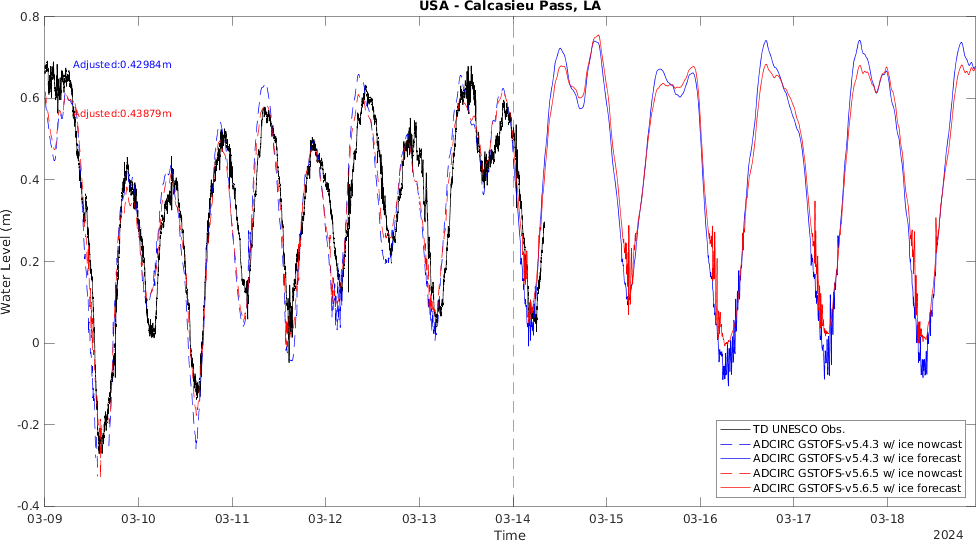 USA - Calcasieu Pass, LA
0.8
Adjusted:0.42984m
0.6
Adjusted:0.43879m
0.4
Water Level (m)
0.2
0
-0.2
-0.4
TD UNESCO Obs.
ADCIRC GSTOFS-v5.4.3 w/ ice nowcast
ADCIRC GSTOFS-v5.4.3 w/ ice forecast
ADCIRC GSTOFS-v5.6.5 w/ ice nowcast
ADCIRC GSTOFS-v5.6.5 w/ ice forecast
03-09 03-10 03-11 03-12 03-13 03-14 03-15 03-16 03-17 03-18
Time
2024